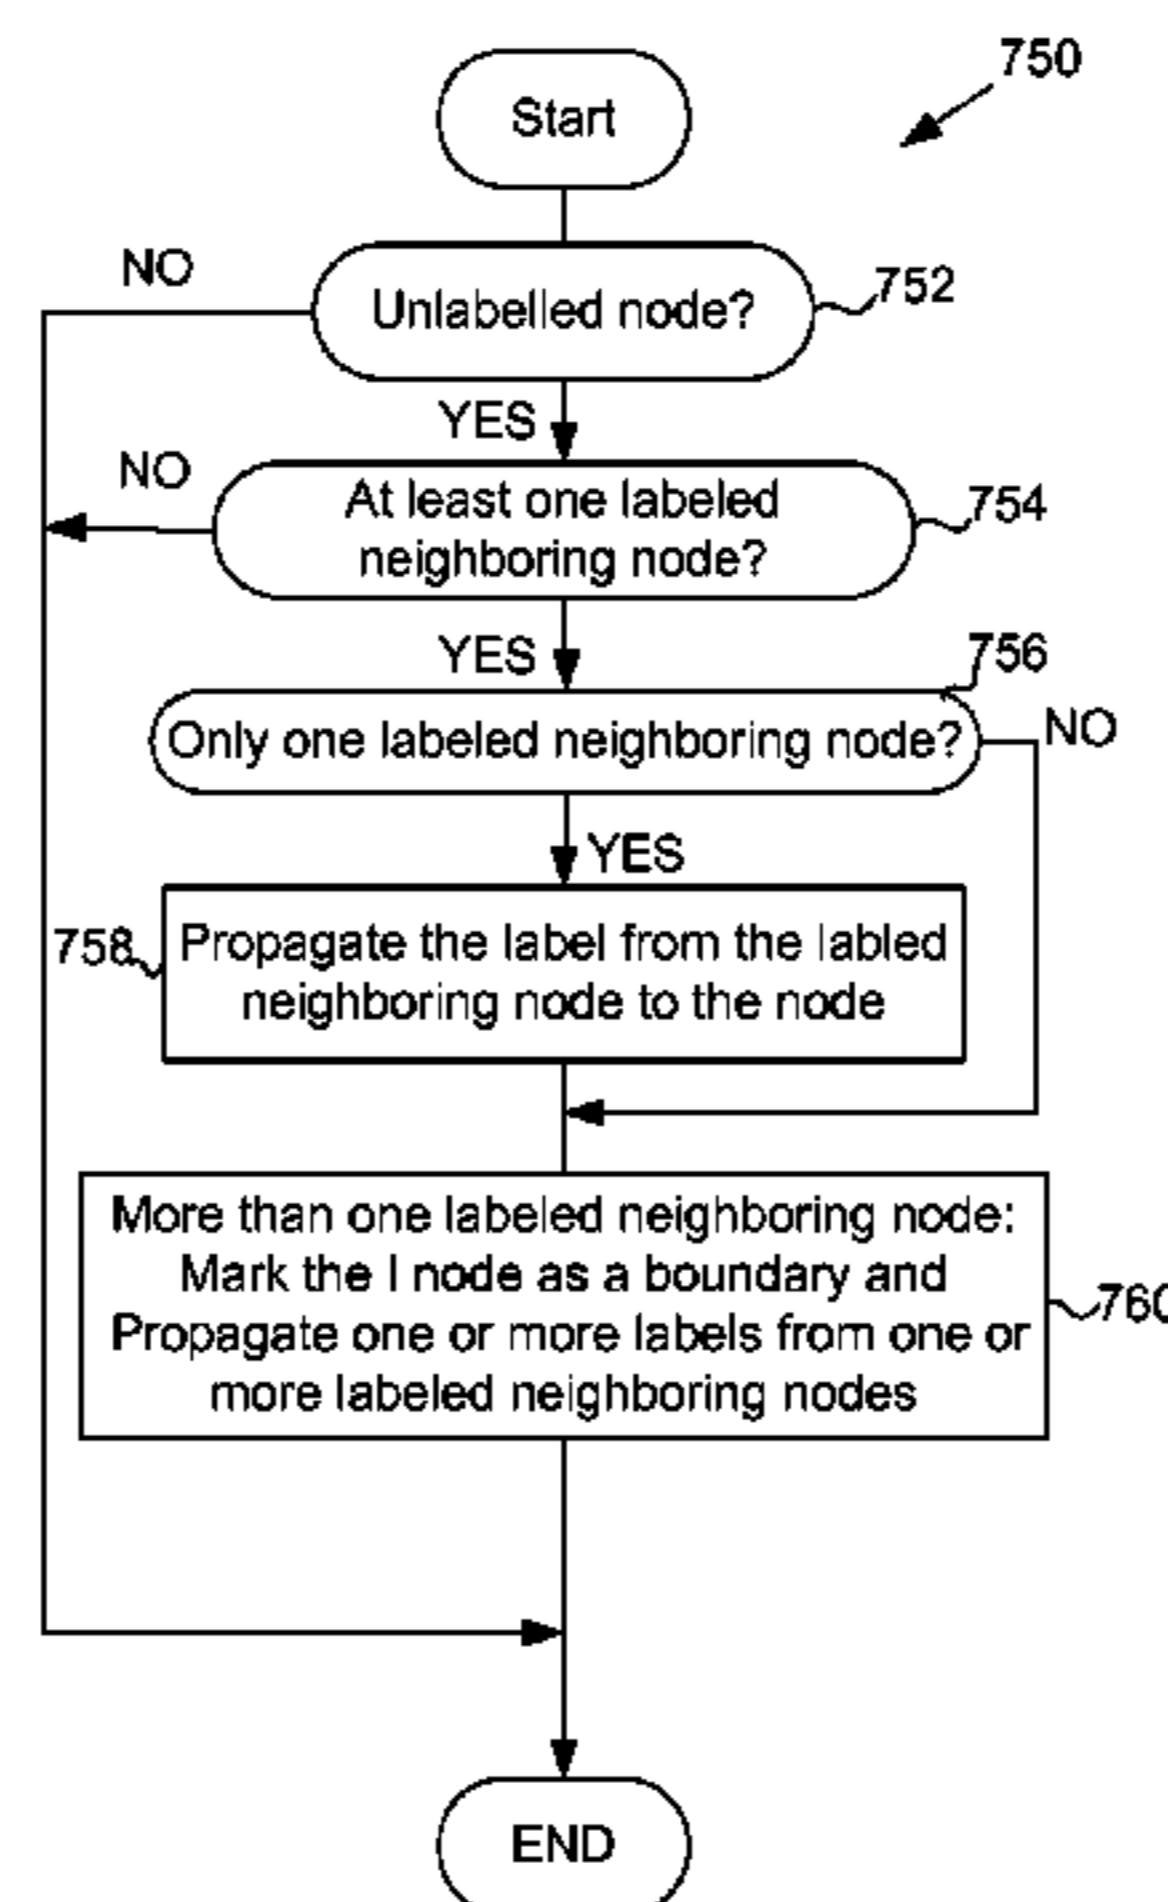 750
Start
NO
Unlabelled node?
752
YES
NO
At least one labeled
neighboring node?
754
YES
756
Only one labeled neighboring node?
NO
YES
758
Propagate the label from the labled
neighboring node to the node
More than one labeled neighboring node:
Mark the I node as a boundary and
Propagate one or more labels from one or
more labeled neighboring nodes
760
END